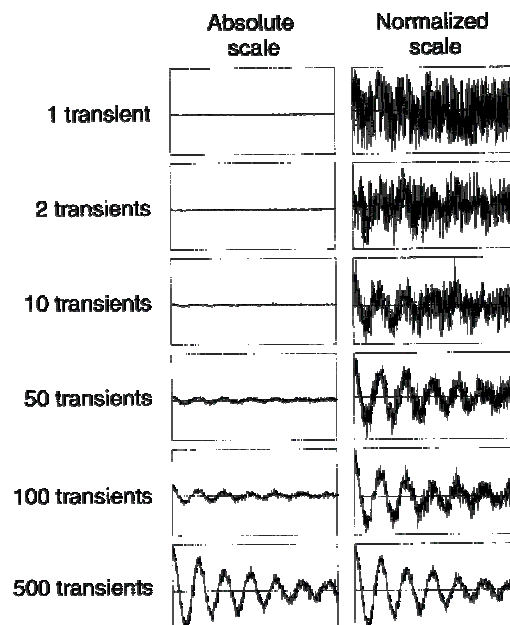 Absolute
scale
Normalized
scale
1 transient
2 transients
10 transients
50 transients
100 transients
500 transients